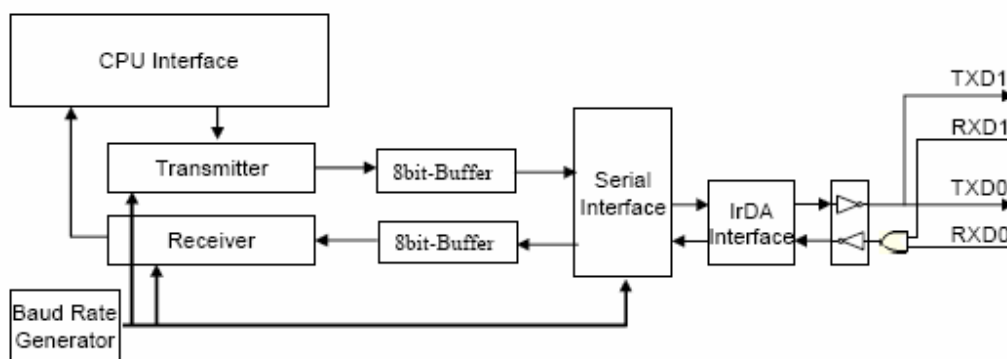 CPU Interface
Transmitter
8bit-Buffer
Receiver
8bit-Buffer
Baud Rate
Generator
Serial
Interface
IrDA
Interface
TXD1
RXD1
TXD0
RXD0